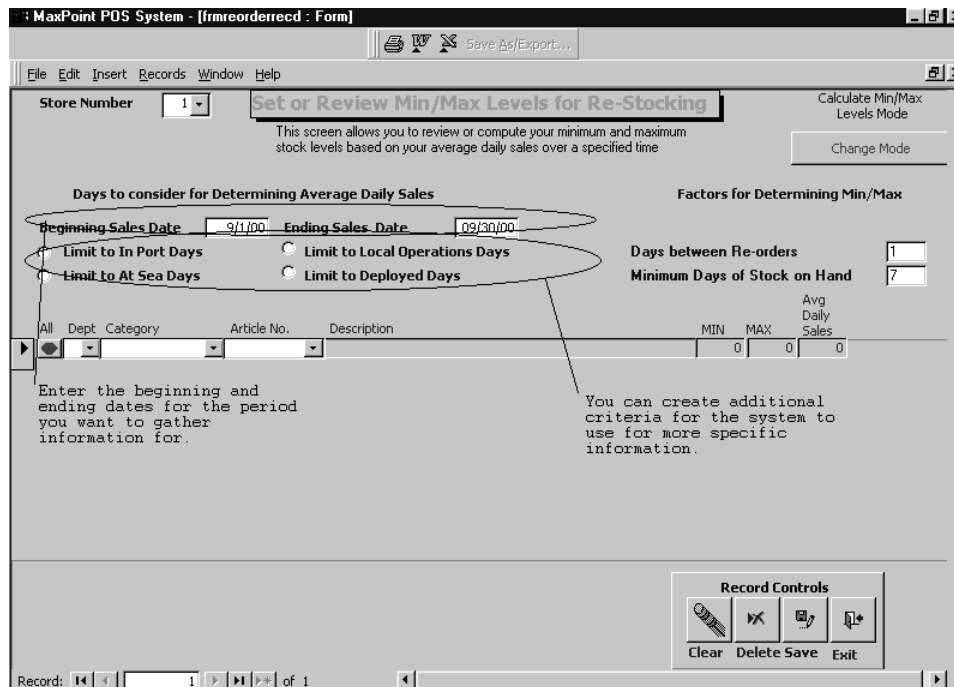 MaxPoint POS System - [frmreorderrecd : Form]
Save As/Export...
File Edit Insert Records Window Help
Store Number 1
Set or Review Min/Max Levels for Re-Stocking
Calculate Min/Max
Levels Mode
This screen allows you to review or compute your minimum and maximum
stock levels based on your average daily sales over a specified time
Change Mode
Days to consider for Determining Average Daily Sales
Factors for Determining Min/Max
Beginning Sales Date 9/1/00 Ending Sales Date 09/30/00
Limit to In Port Days Limit to Local Operations Days
Days between Re-orders 1
Limit to At Sea Days Limit to Deployed Days
Minimum Days of Stock on Hand 7
All Dept Category Article No. Description MIN MAX
Avg
Daily
Sales
0 0 0
Enter the beginning and
ending dates for the period
you want to gather
information for.
You can create additional
criteria for the system to
use for more specific
information.
Record Controls
Clear Delete Save Exit
Record: 1 of 1